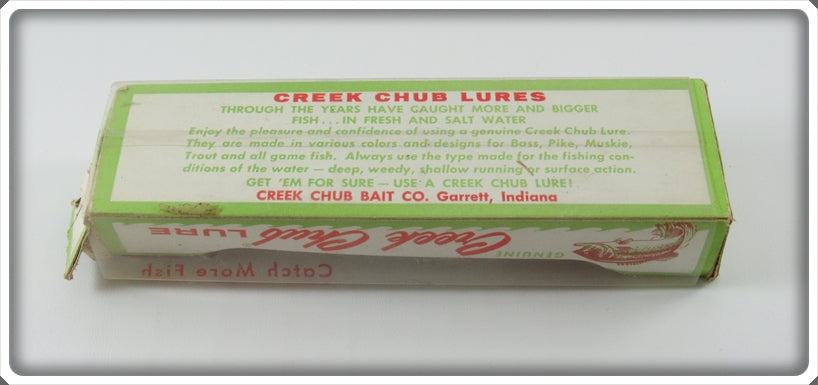 CREEK CHUB LURES
THROUGH THE YEARS HAVE CAUGHT MORE AND BIGGER
FISH...IN FRESH AND SALT WATER
Enjoy the pleasure and confidence of using a genuine Creek Chub Lure.
They are made in various colors and designs for Bass, Pike, Muskie,
Trout and all game fish. Always use the type made for the fishing con-
ditions of the water — deep, weedy, shallow running or surface action.
GET 'EM FOR SURE — USE A CREEK CHUB LURE!
CREEK CHUB BAIT CO. Garrett, Indiana
GENUINE Creek Chub LURE
Catch More Fish